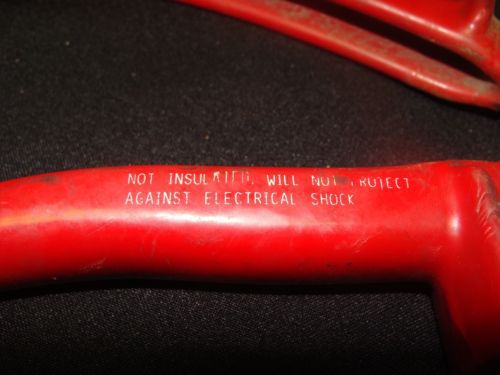 NOT INSULATED, WILL NOT PROTECT
AGAINST ELECTRICAL SHOCK